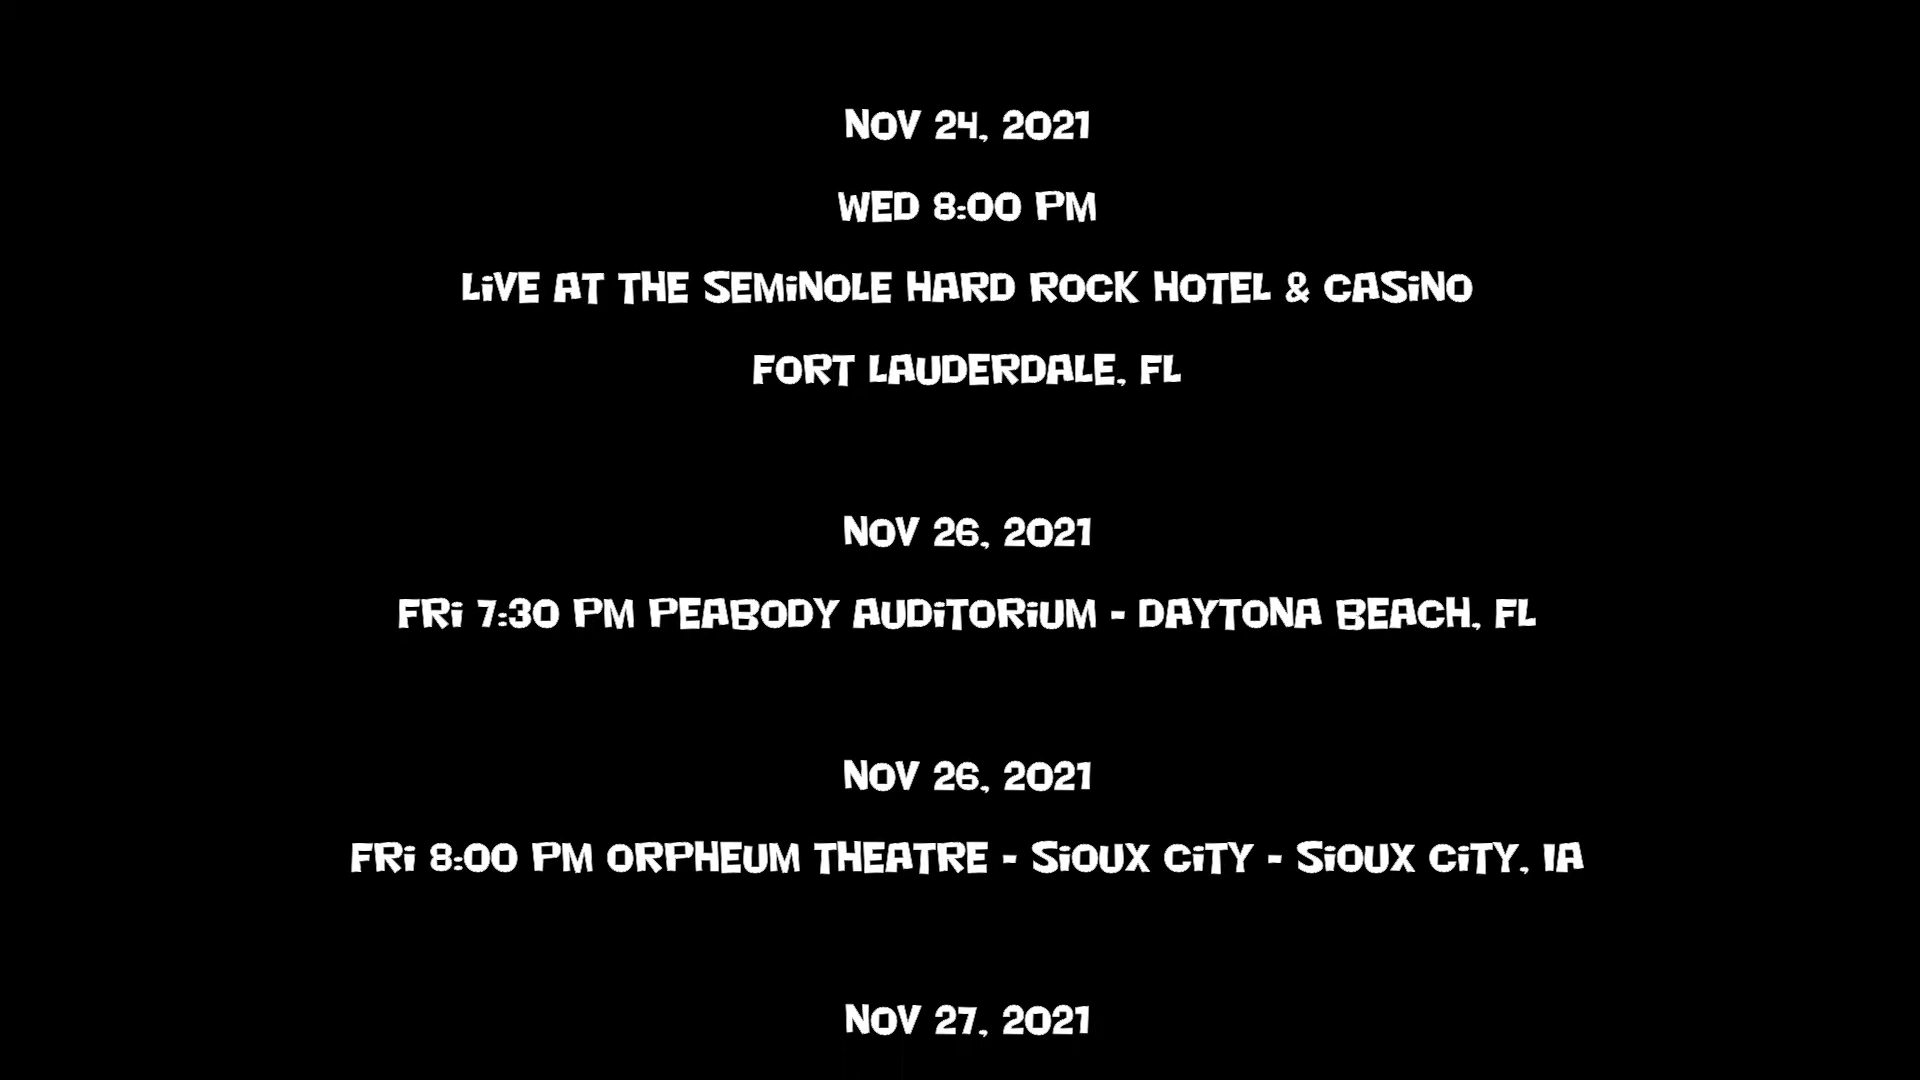 NOV 24, 2021
WED 8:00 PM
LiVE AT THE SEMiNOLE HARD ROCK HOTEL & CASiNO
FORT LAUDERDALE, FL
NOV 26, 2021
FRi 7:30 PM PEABODY AUDiTORiUM - DAYTONA BEACH, FL
NOV 26, 2021
FRi 8:00 PM ORPHEUM THEATRE - SiOUX CiTY - SiOUX CiTY, IA
NOV 27, 2021